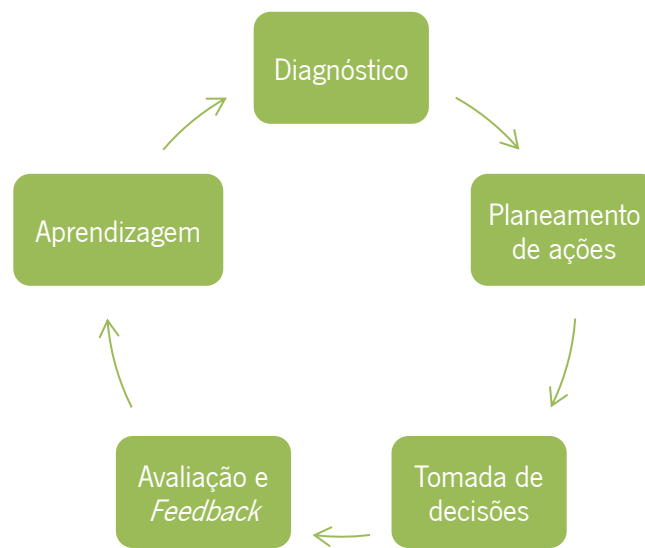 Diagnóstico
Planeamento
de ações
Tomada de
decisões
Avaliação e
Feedback
Aprendizagem